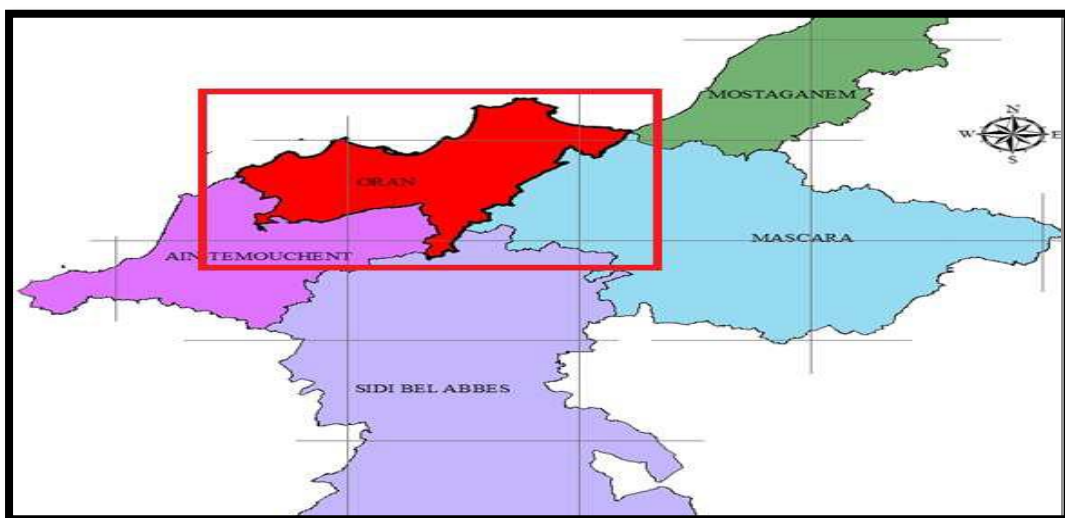 MOSTAGANEM
N
W E
S
ORAN
MASCARA
AIN TEMOUCHENT
SIDI BEL ABBES